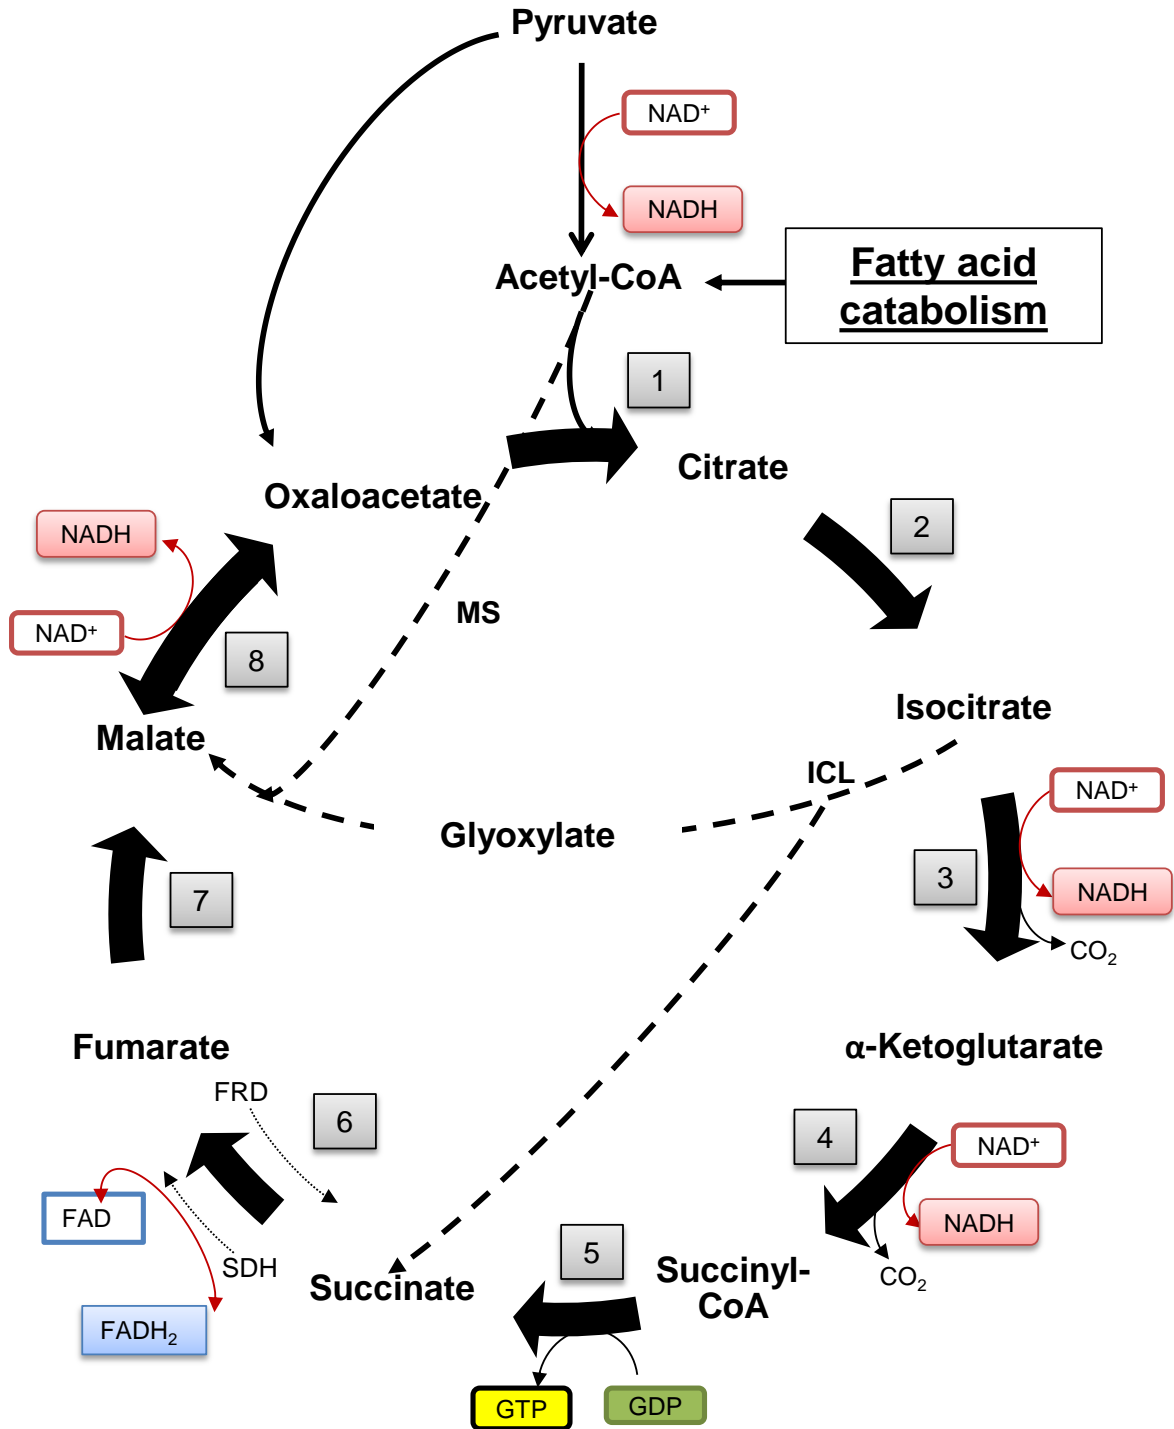 Pyruvate
NAD⁺
NADH
Acetyl-CoA
Fatty acid
catabolism
1
Citrate
Oxaloacetate
2
NADH
NAD⁺
MS
8
Isocitrate
Malate
ICL
NAD⁺
Glyoxylate
3
NADH
7
CO₂
Fumarate
α-Ketoglutarate
FRD
6
4
NAD⁺
FAD
NADH
SDH
5
Succinyl-
CoA
CO₂
Succinate
FADH₂
GTP
GDP